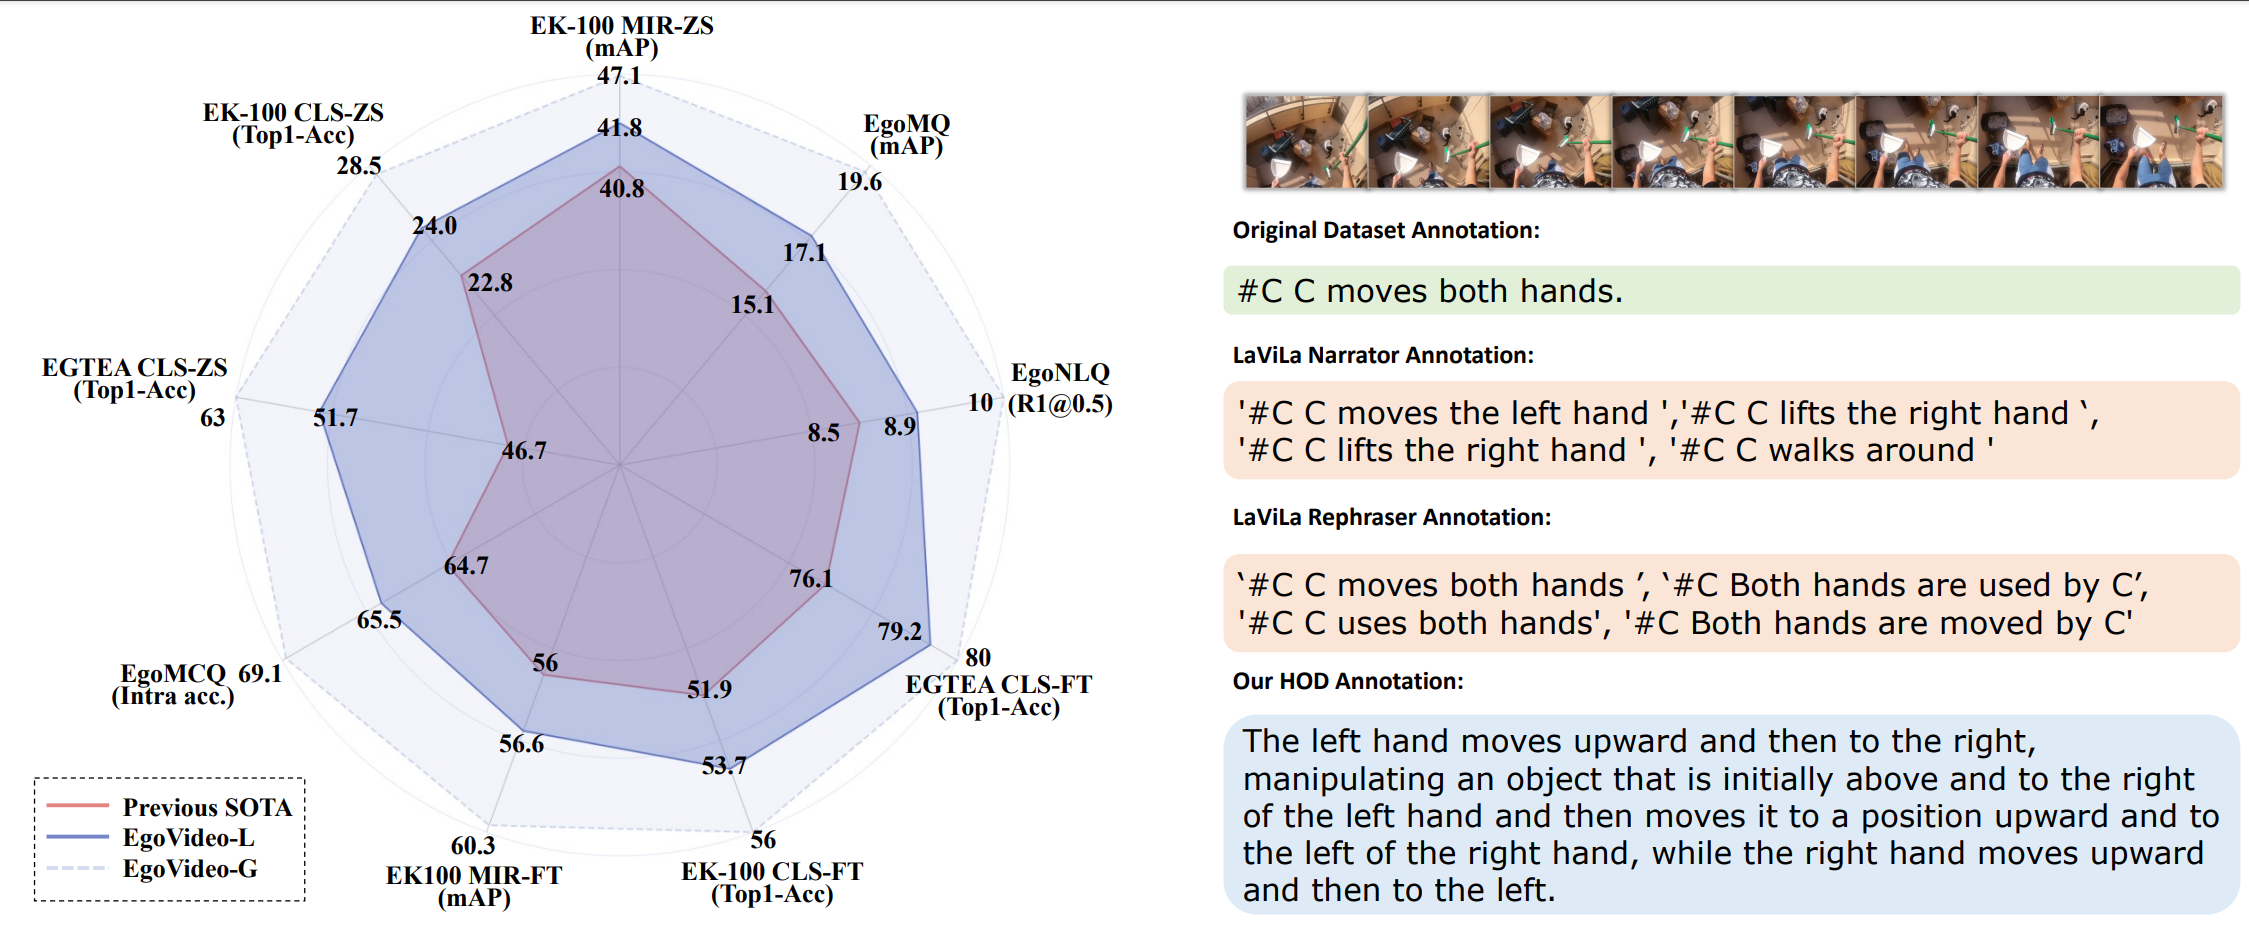 EK-100 MIR-ZS
(mAP)
47.1
41.8
40.8
EgoMQ
(mAP)
19.6
17.1
15.1
EgoNLQ
(R1@0.5)
10
8.9
8.5
76.1
79.2
80
EGTEA CLS-FT
(Top1-Acc)
51.9
53.7
56
EK-100 CLS-FT
(Top1-Acc)
56
56.6
60.3
EK100 MIR-FT
(mAP)
64.7
65.5
EgoMCQ 69.1
(Intra acc.)
46.7
51.7
EGTEA CLS-ZS
(Top1-Acc)
63
22.8
24.0
EK-100 CLS-ZS
(Top1-Acc)
28.5
Previous SOTA
EgoVideo-L
EgoVideo-G
Original Dataset Annotation:
#C C moves both hands.
LaViLa Narrator Annotation:
'#C C moves the left hand ','#C C lifts the right hand ‘,
'#C C lifts the right hand ', '#C C walks around '
LaViLa Rephraser Annotation:
‘#C C moves both hands ’, ‘#C Both hands are used by C’,
'#C C uses both hands', '#C Both hands are moved by C'
Our HOD Annotation:
The left hand moves upward and then to the right,
manipulating an object that is initially above and to the right
of the left hand and then moves it to a position upward and to
the left of the right hand, while the right hand moves upward
and then to the left.